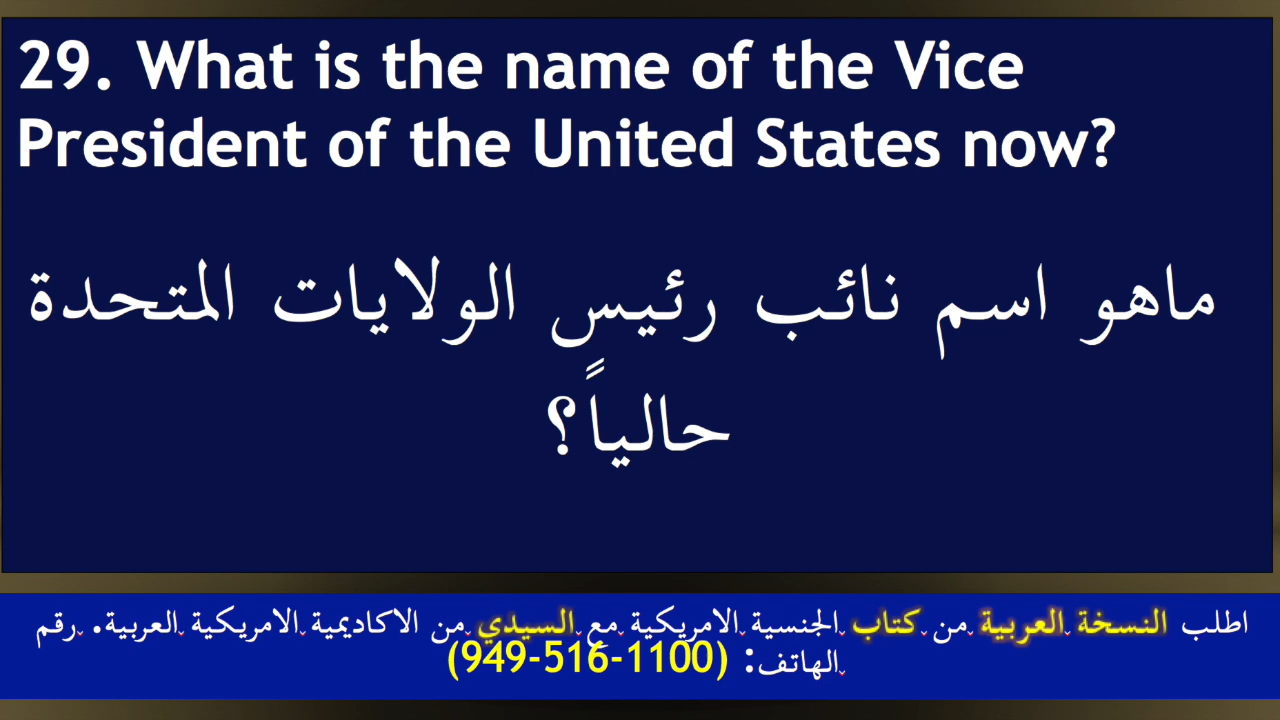 29. What is the name of the Vice
President of the United States now?
ماهو اسم نائب رئيس الولايات المتحدة
حالياً؟
اطلب النسخة العربية من كتاب الجنسية الامريكية مع السيدي من الاكاديمية الامريكية العربية. رقم
الهاتف: (949-516-1100)